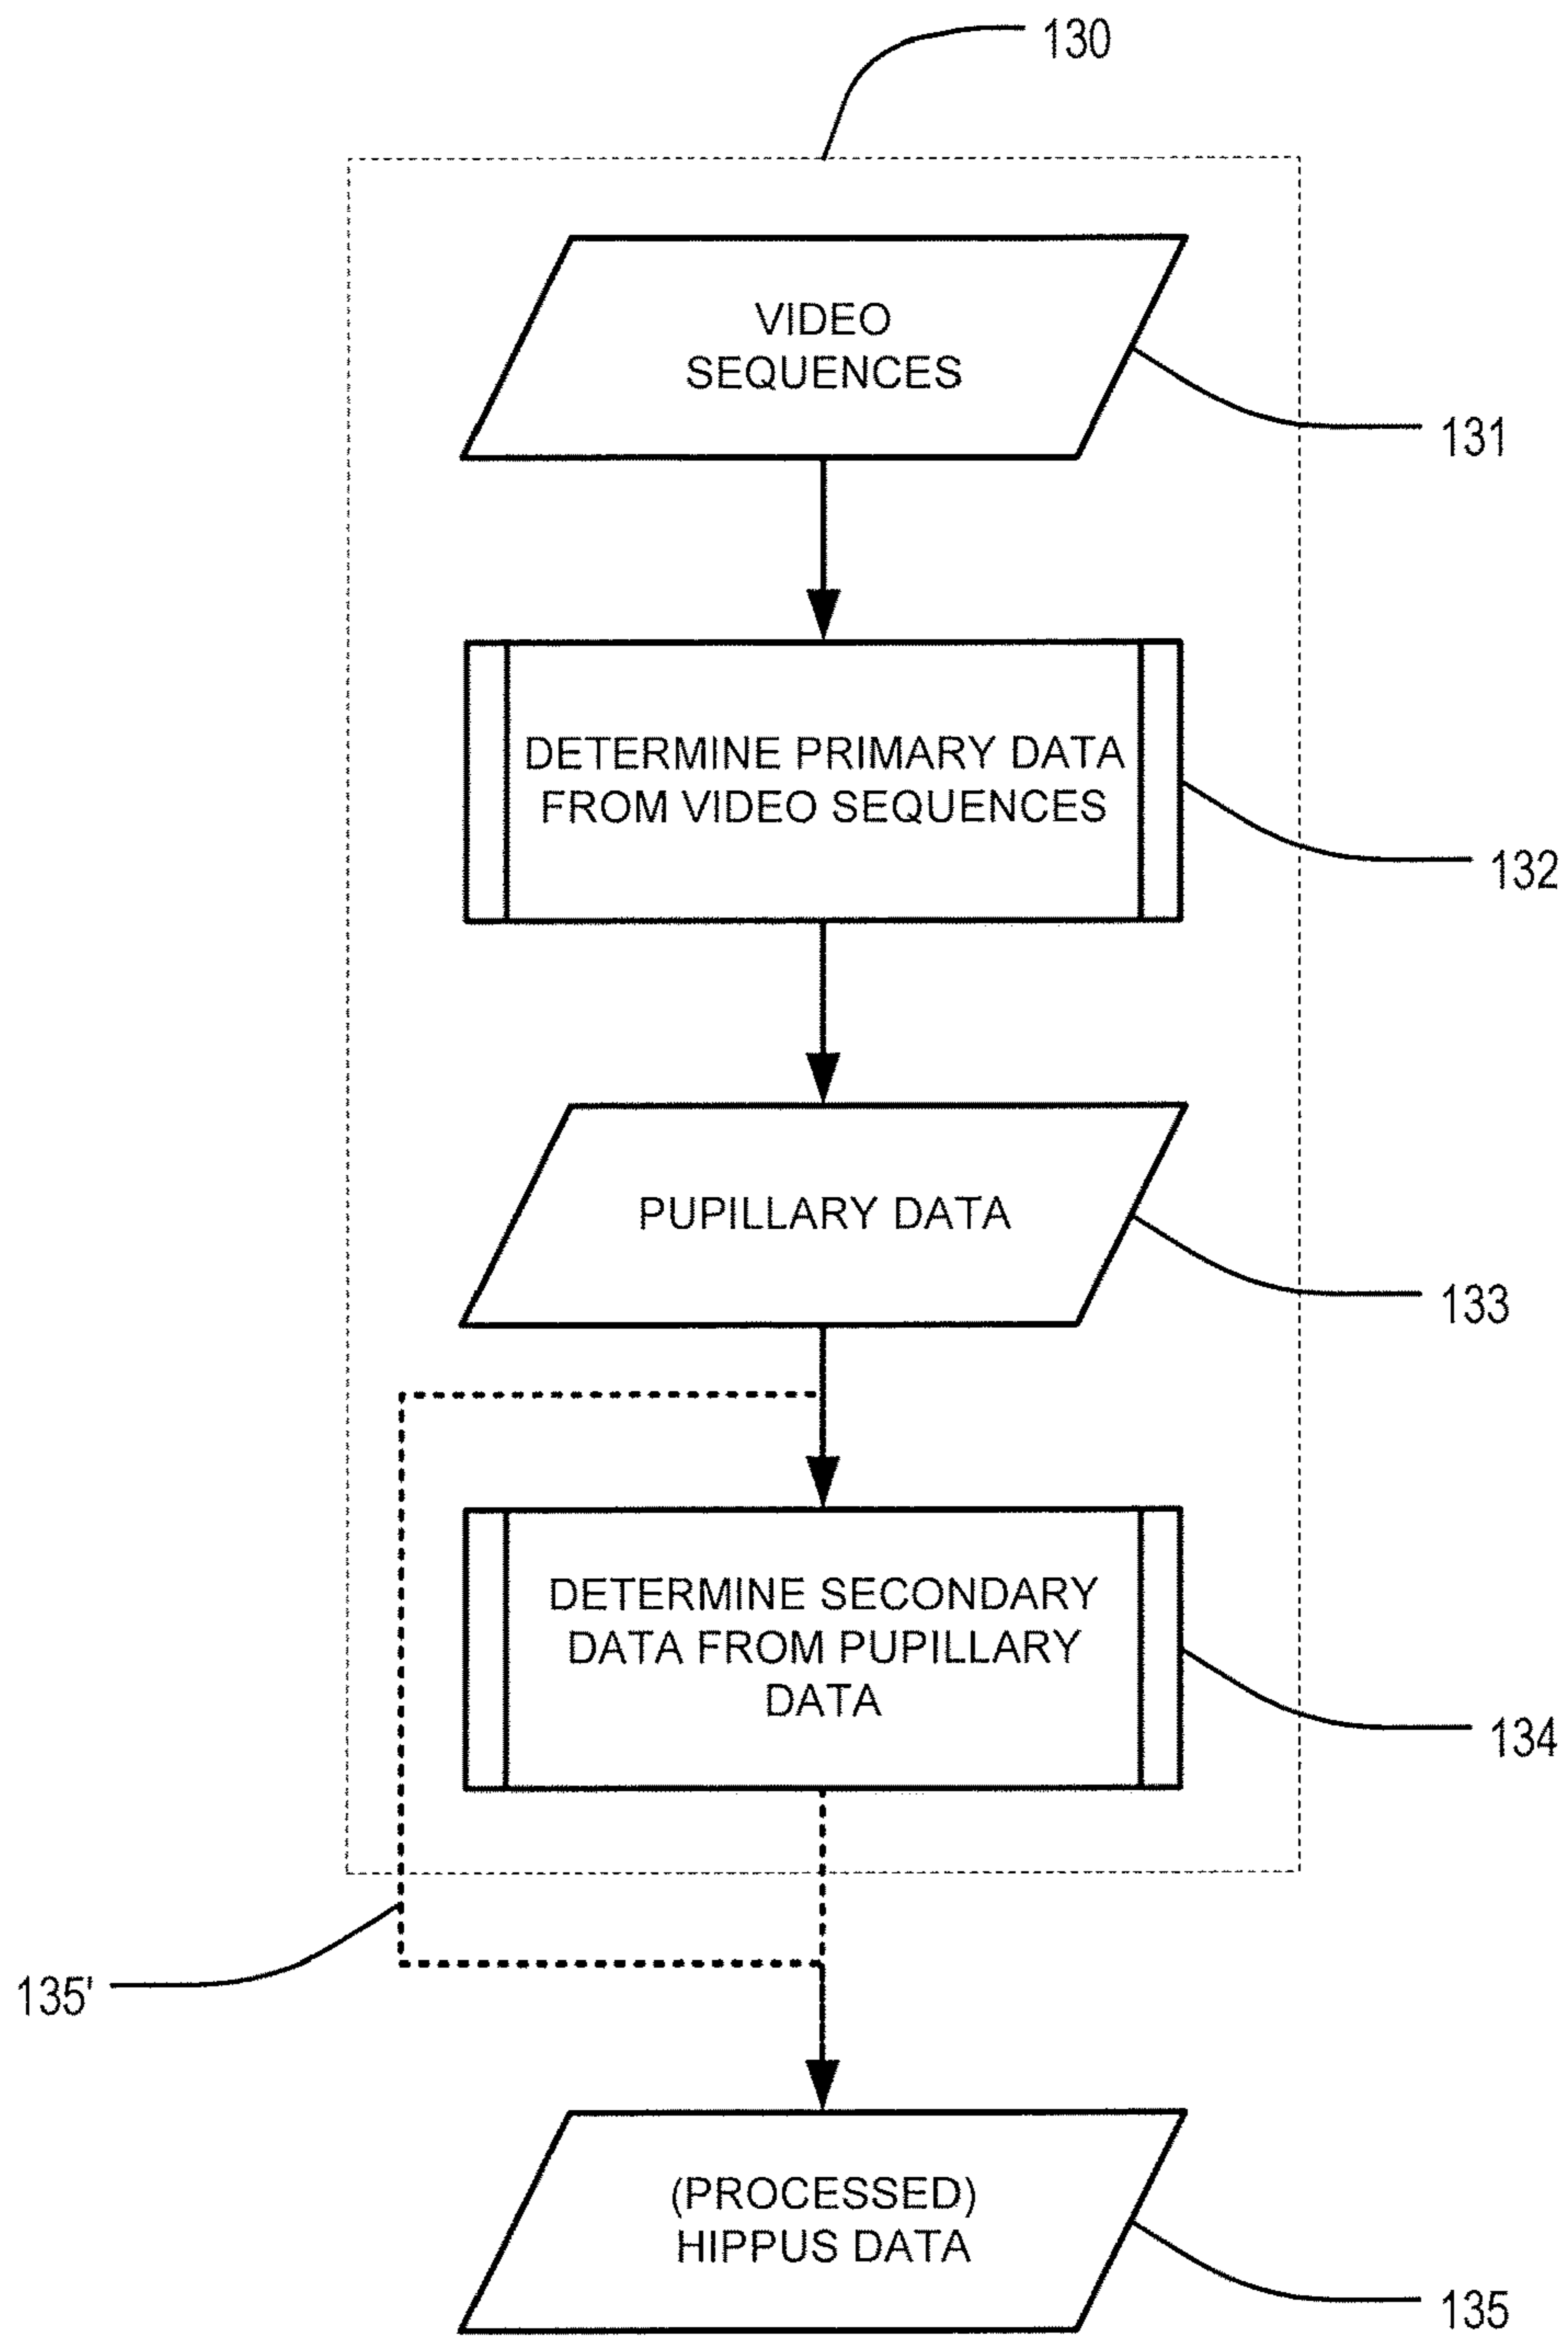 130
VIDEO
SEQUENCES
131
DETERMINE PRIMARY DATA
FROM VIDEO SEQUENCES
132
PUPILLARY DATA
133
DETERMINE SECONDARY
DATA FROM PUPILLARY
DATA
134
135'
(PROCESSED)
HIPPUS DATA
135